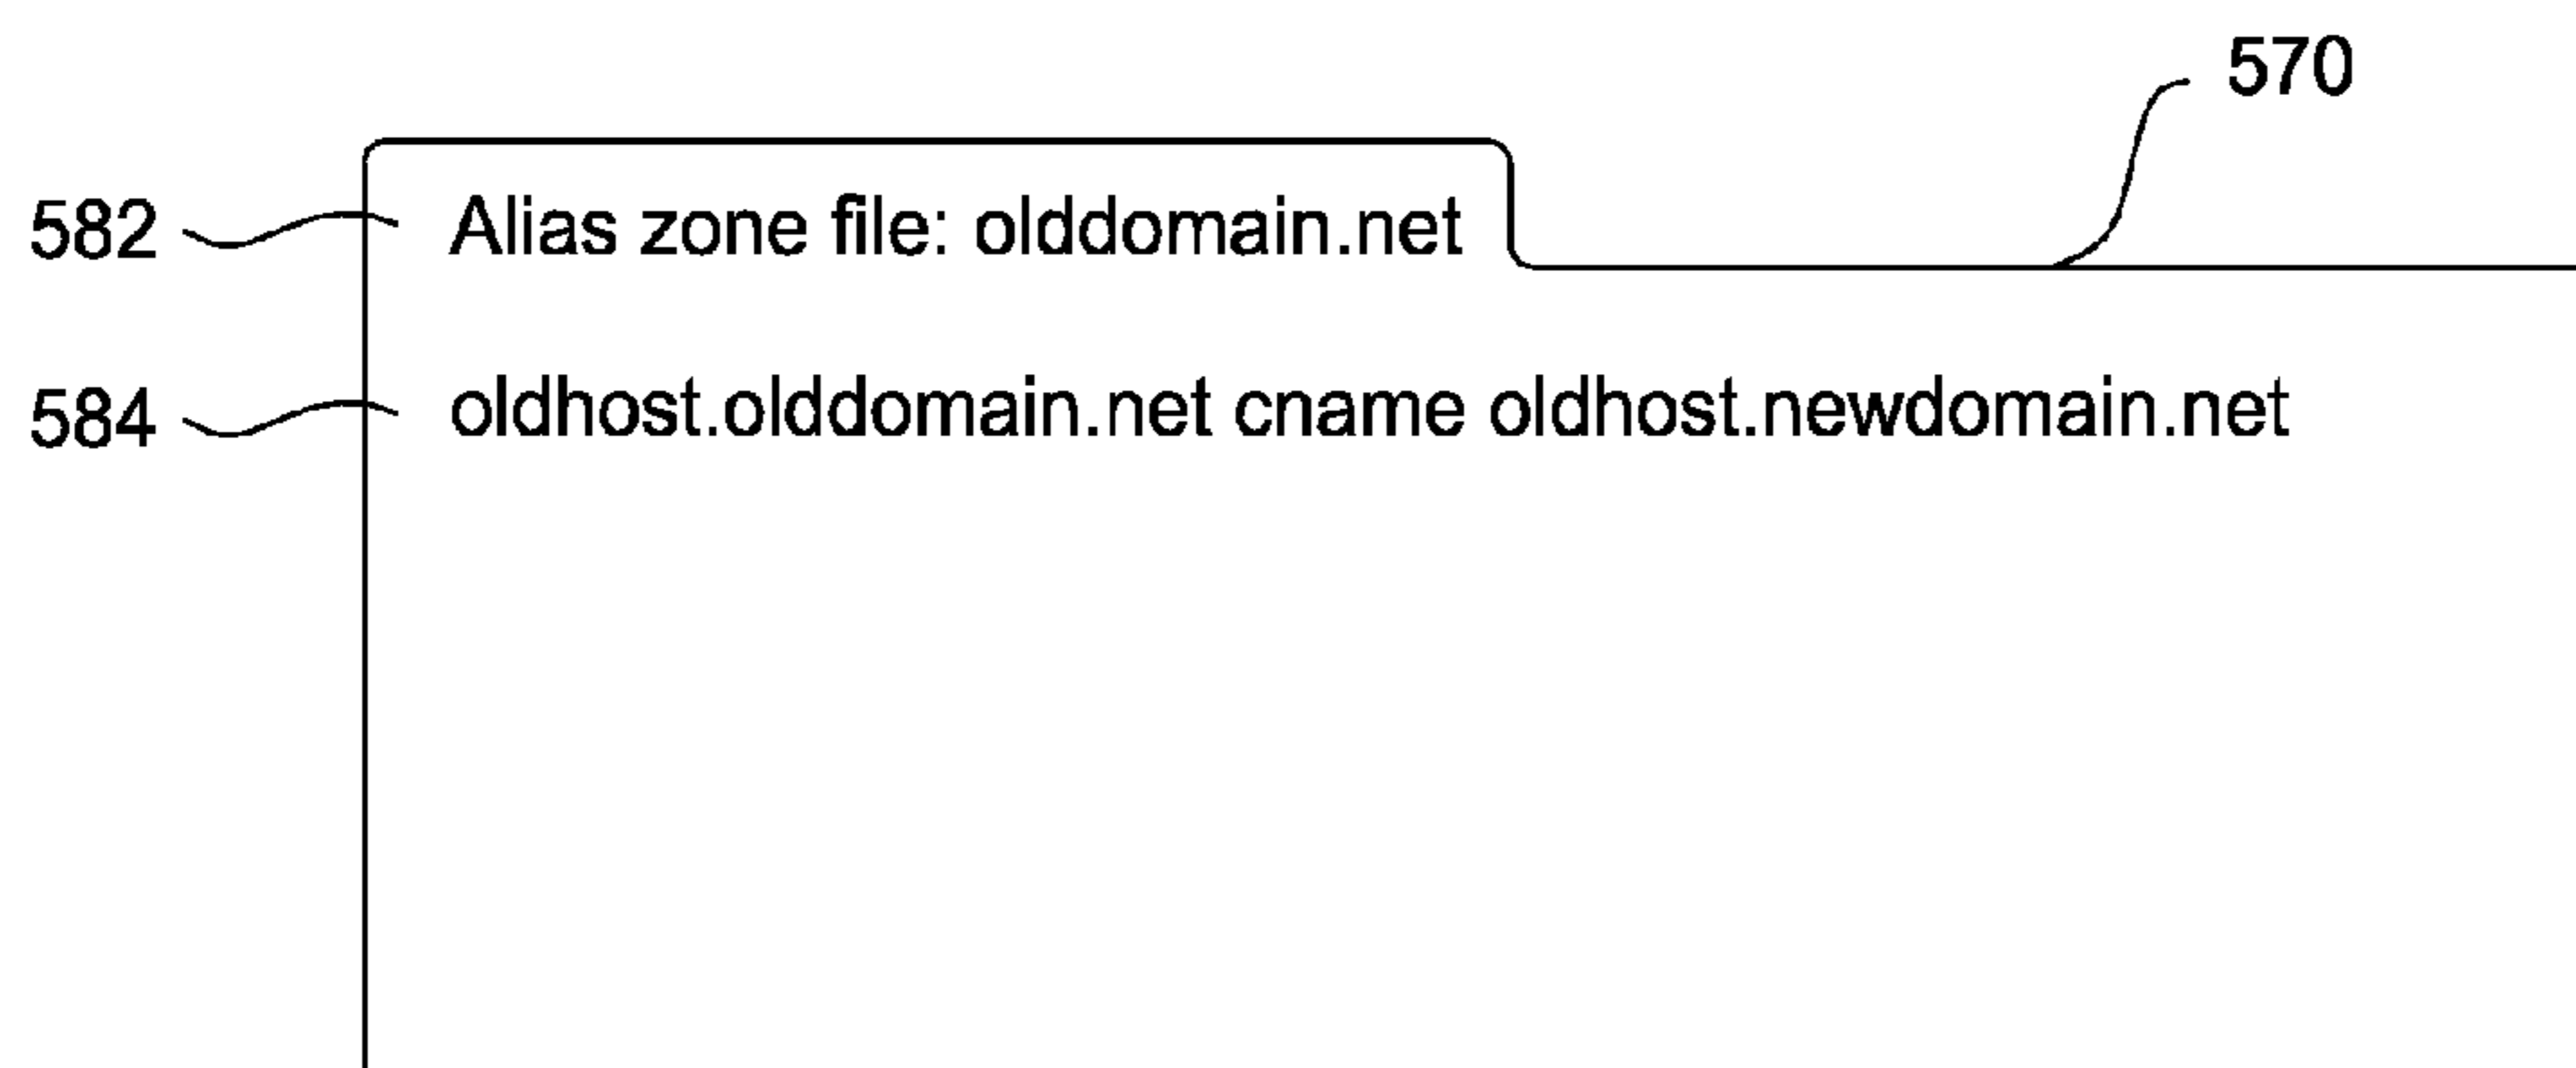 570
582 Alias zone file: olddomain.net
584 oldhost.olddomain.net cname oldhost.newdomain.net